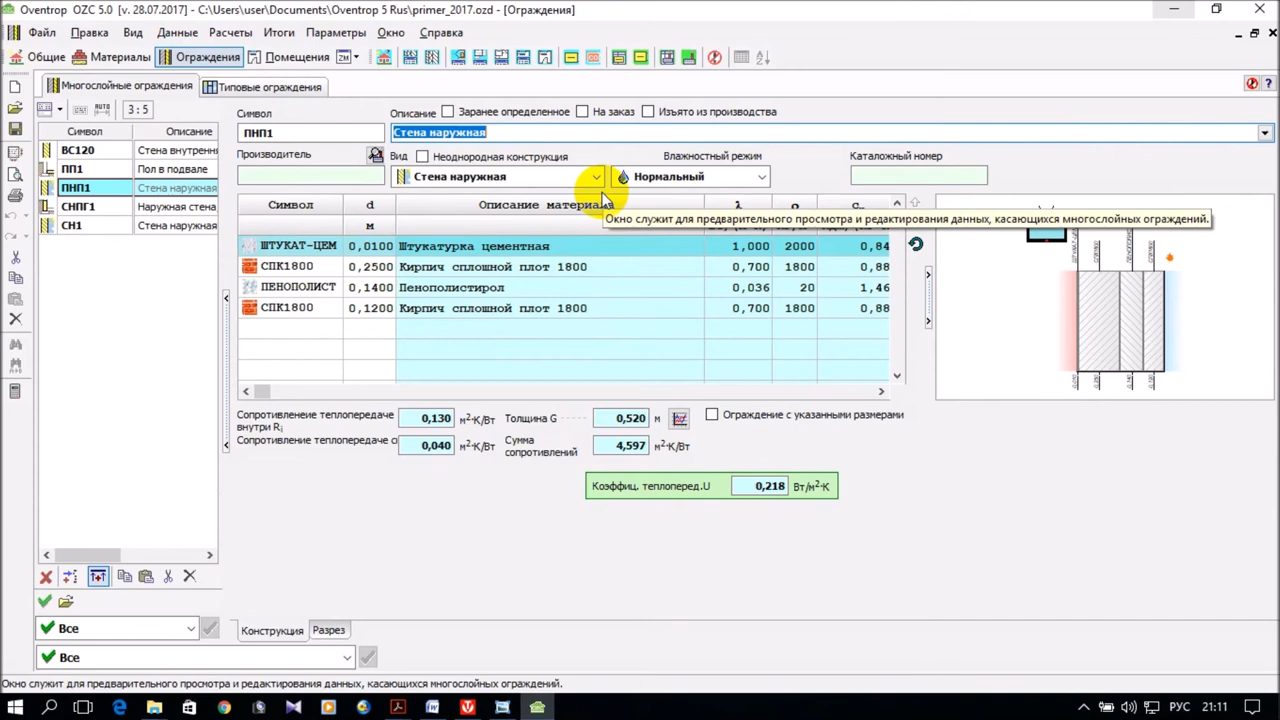 Oventrop OZC 5.0 [v. 28.07.2017] - C:\Users\user\Documents\Oventrop 5 Rus\primer_2017.ozd - [Ограждения]
Файл Правка Вид Данные Расчеты Итоги Параметры Окно Справка
Общие Материалы Ограждения Помещения
Многослойные ограждения Типовые ограждения
AUTO 3 : 5
Символ Описание Заранее определенное На заказ Изъято из производства
ПНП1 Стена наружная
Производитель Вид Неоднородная конструкция Влажностный режим Каталожный номер
Стена наружная Нормальный
Символ Описание
ВС120 Стена внутренн
ПП1 Пол в подвале
ПНП1 Стена наружная
СНПГ1 Наружная стена
СН1 Стена наружная
Символ d Описание материала λ ρ
м
Окно служит для предварительного просмотра и редактирования данных, касающихся многослойных ограждений.
ШТУКАТ-ЦЕМ 0,0100 Штукатурка цементная 1,000 2000 0,84
СПК1800 0,2500 Кирпич сплошной плот 1800 0,700 1800 0,88
ПЕНОПОЛИСТ 0,1400 Пенополистирол 0,036 20 1,46
СПК1800 0,1200 Кирпич сплошной плот 1800 0,700 1800 0,88
Сопротивленеие теплопередаче внутри Ri 0,130 м²·К/Вт Толщина G 0,520 м Ограждение с указанными размерами
Сопротивление теплопередаче о 0,040 м²·К/Вт Сумма сопротивлений 4,597 м²·К/Вт
Коэффиц. теплоперед.U 0,218 Вт/м²·К
Все
Конструкция Разрез
Все
Окно служит для предварительного просмотра и редактирования данных, касающихся многослойных ограждений.
РУС 21:11